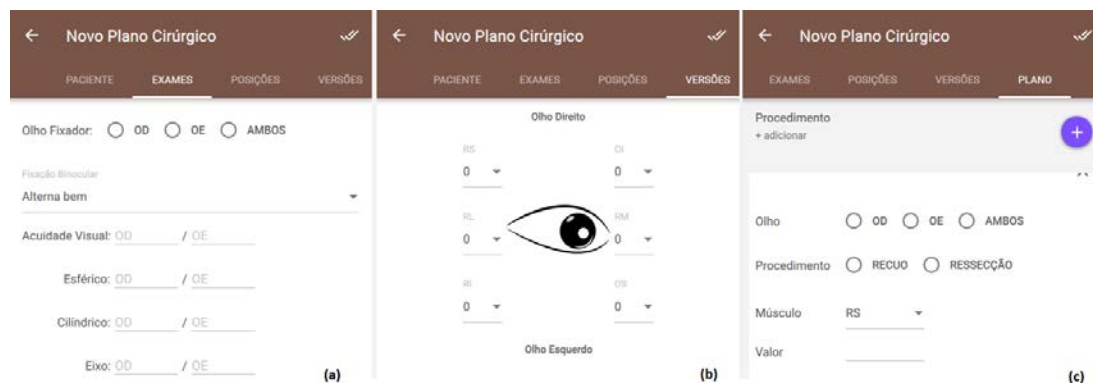 Novo Plano Cirúrgico
PACIENTE EXAMES POSIÇÕES VERSÕES
Olho Fixador: OD OE AMBOS
Fixação Binocular
Alterna bem
Acuidade Visual: OD / OE
Esférico: OD / OE
Cilíndrico: OD / OE
Eixo: OD / OE
(a)
Novo Plano Cirúrgico
PACIENTE EXAMES POSIÇÕES VERSÕES
Olho Direito
RS OI
0 0
RL RM
0 0
RI OS
0 0
Olho Esquerdo
(b)
Novo Plano Cirúrgico
EXAMES POSIÇÕES VERSÕES PLANO
Procedimento
+ adicionar
+
Olho OD OE AMBOS
Procedimento RECUO RESSECÇÃO
Músculo RS
Valor
(c)